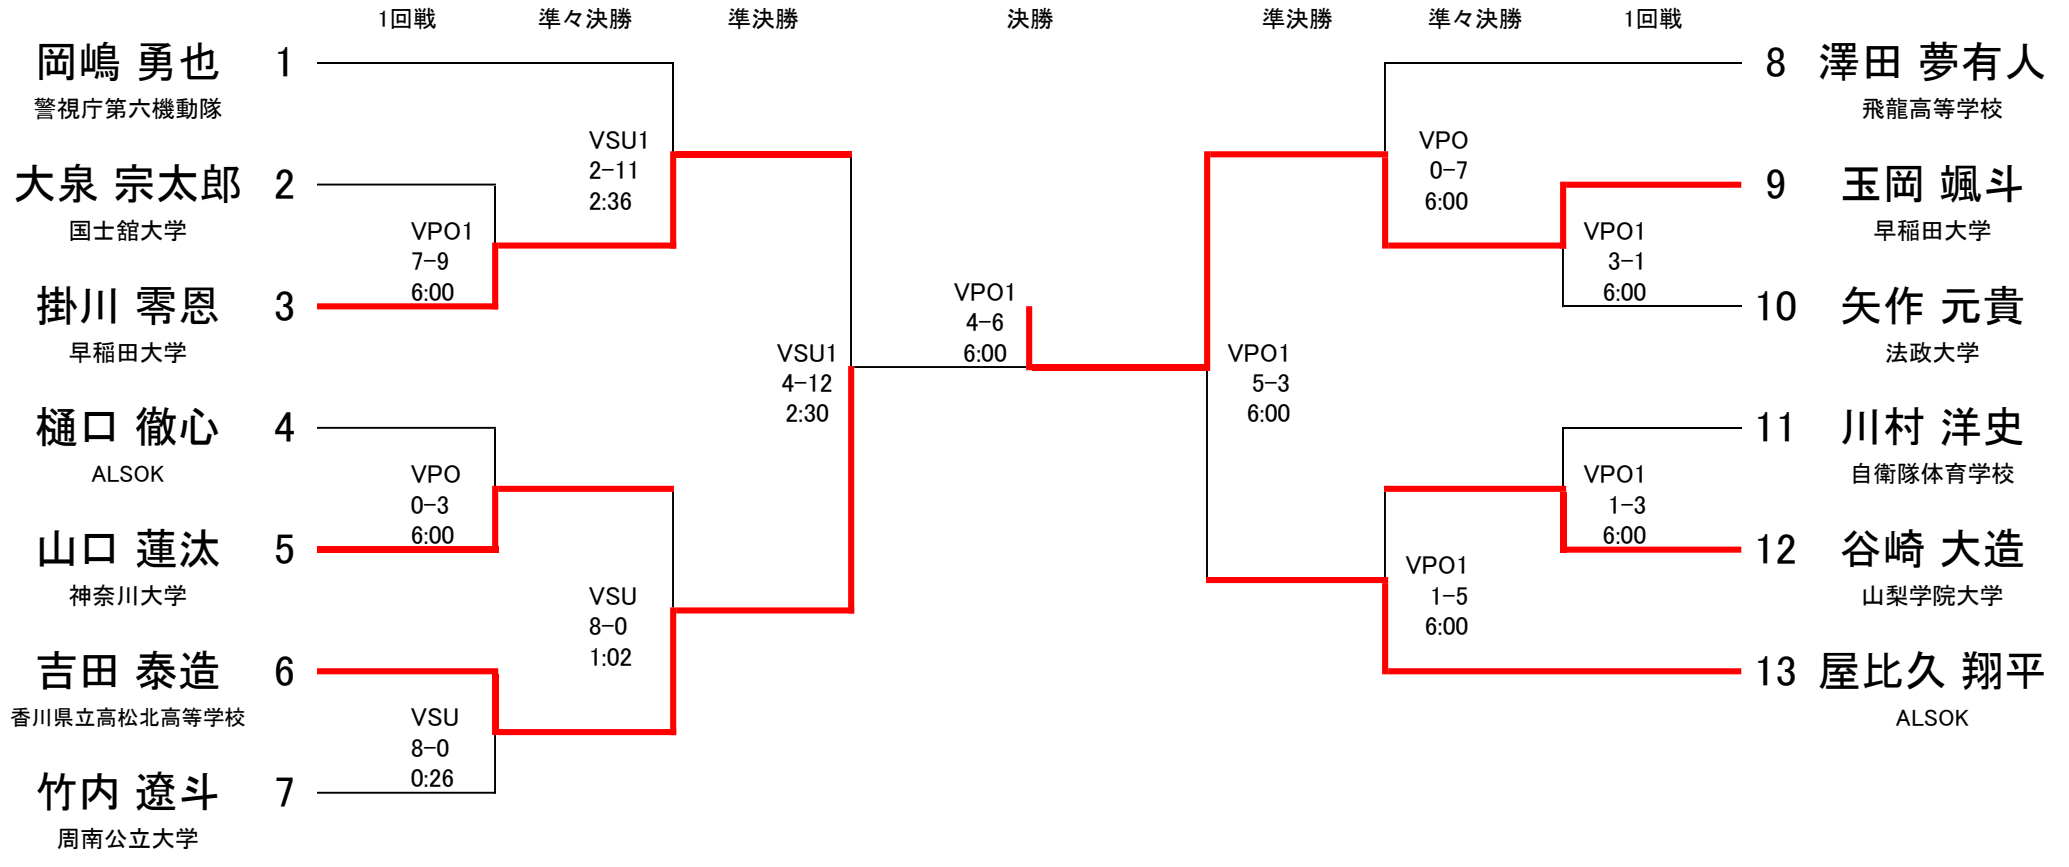 1回戦 準々決勝 準決勝 決勝 準決勝 準々決勝 1回戦
岡嶋 勇也 1
警視庁第六機動隊
大泉 宗太郎 2
国士舘大学
掛川 零恩 3
早稲田大学
樋口 徹心 4
ALSOK
山口 蓮汰 5
神奈川大学
吉田 泰造 6
香川県立高松北高等学校
竹内 遼斗 7
周南公立大学
VPO1
7-9
6:00
VPO
0-3
6:00
VSU
8-0
0:26
VSU1
2-11
2:36
VSU
8-0
1:02
VSU1
4-12
2:30
VPO1
4-6
6:00
VPO1
5-3
6:00
VPO
0-7
6:00
VPO1
1-5
6:00
VPO1
3-1
6:00
VPO1
1-3
6:00
8 澤田 夢有人
飛龍高等学校
9 玉岡 颯斗
早稲田大学
10 矢作 元貴
法政大学
11 川村 洋史
自衛隊体育学校
12 谷崎 大造
山梨学院大学
13 屋比久 翔平
ALSOK